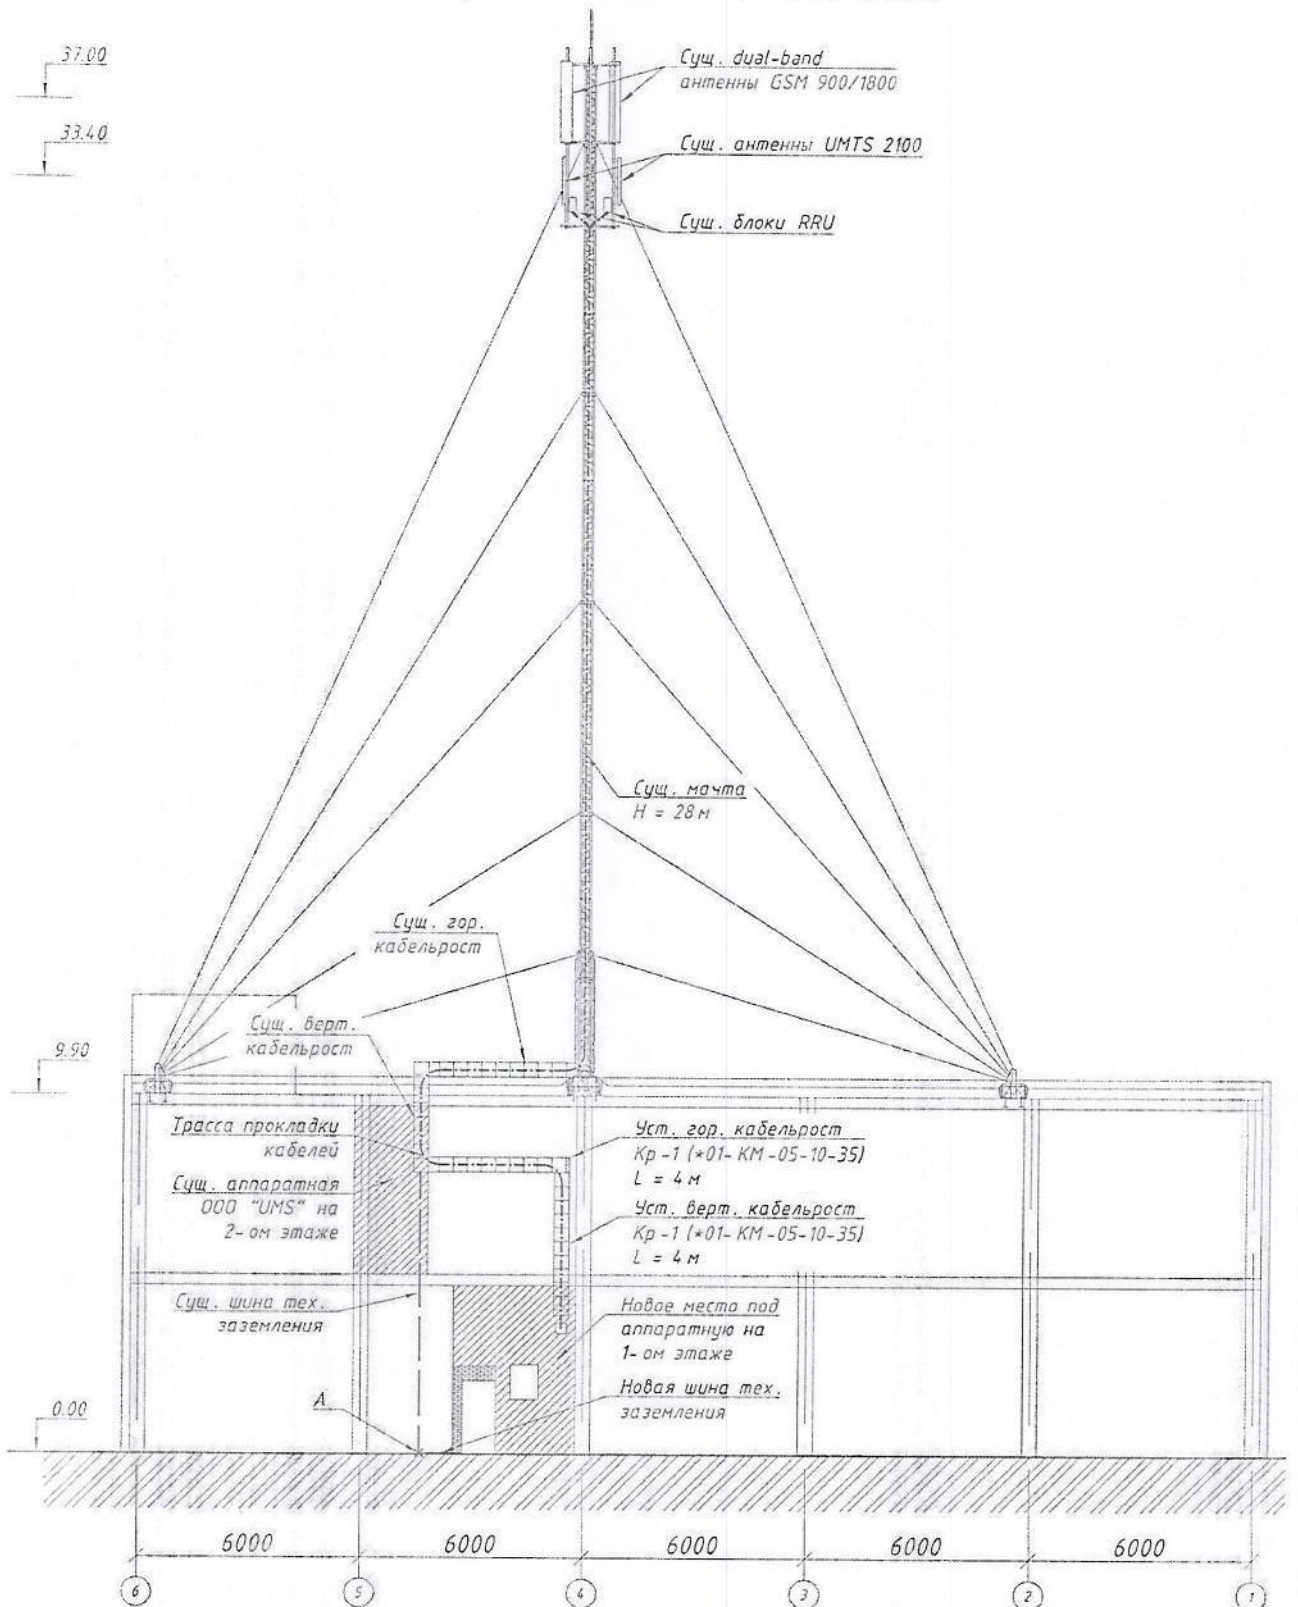 37.00
Сущ. dual-band
антенны GSM 900/1800
33.40
Сущ. антенны UMTS 2100
Сущ. блоки RRU
Сущ. мачта
H = 28 м
Сущ. гор.
кабельрост
Сущ. верт.
кабельрост
9.90
Трасса прокладки
кабелей
Сущ. аппаратная
ООО "UMS" на
2-ом этаже
Уст. гор. кабельрост
Кр-1 (*01-КМ-05-10-35)
L = 4 м
Уст. верт. кабельрост
Кр-1 (*01-КМ-05-10-35)
L = 4 м
Сущ. шина тех.
заземления
Новое место под
аппаратную на
1-ом этаже
Новая шина тех.
заземления
А
0.00
6000 6000 6000 6000 6000
6 5 4 3 2 1